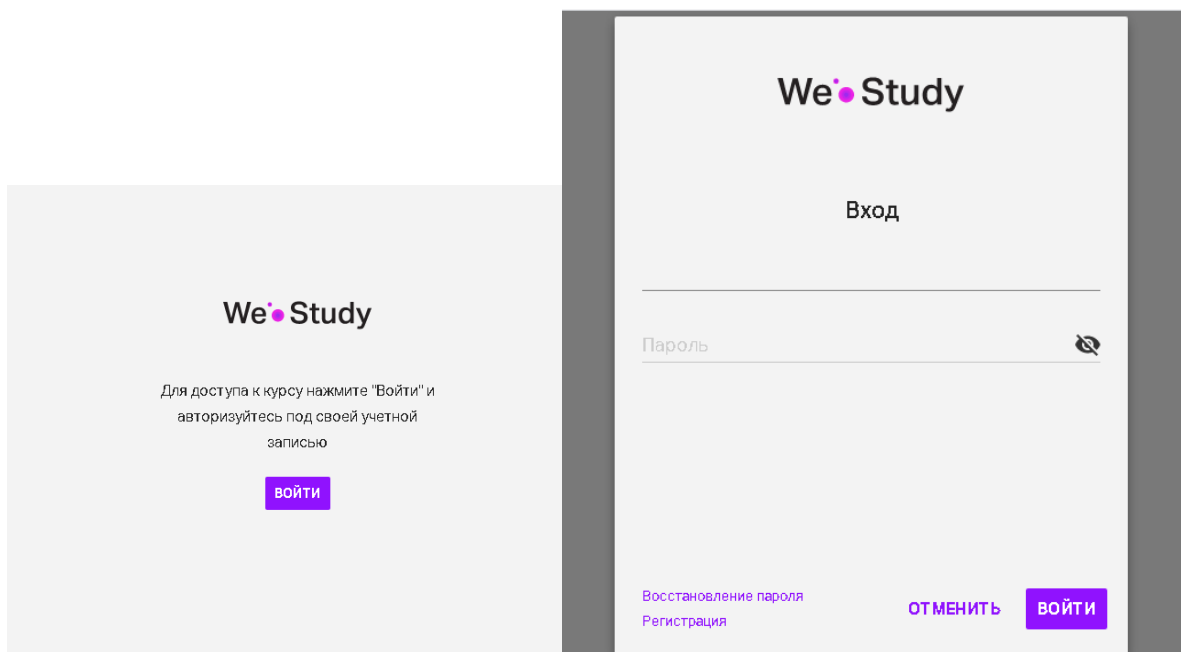 We Study
Для доступа к курсу нажмите "Войти" и
авторизуйтесь под своей учетной
записью
ВОЙТИ
We Study
Вход
Пароль
Восстановление пароля
Регистрация
ОТМЕНИТЬ
ВОЙТИ